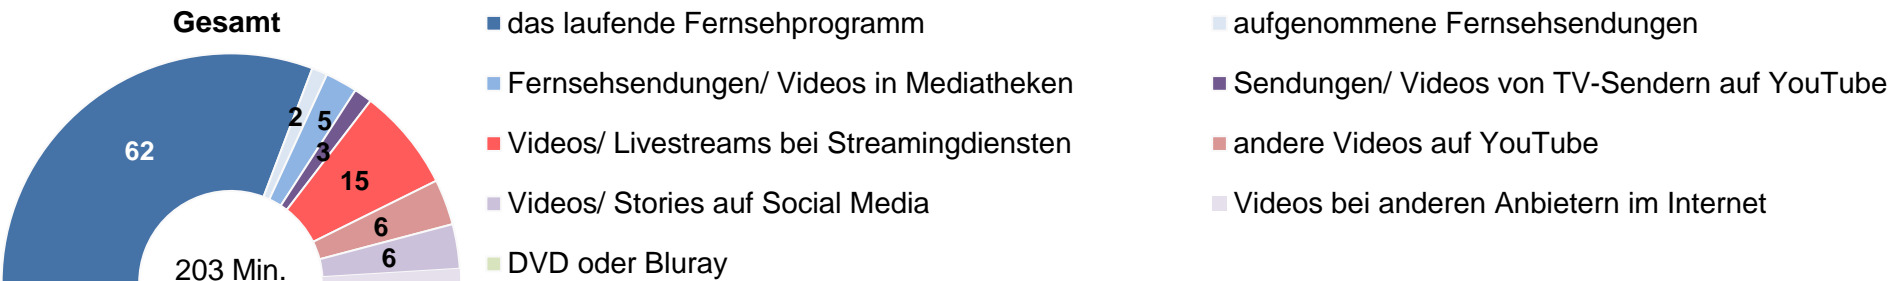 Gesamt
62
2
5
3
15
6
6
203 Min.
das laufende Fernsehprogramm
aufgenommene Fernsehsendungen
Fernsehsendungen/ Videos in Mediatheken
Sendungen/ Videos von TV-Sendern auf YouTube
Videos/ Livestreams bei Streamingdiensten
andere Videos auf YouTube
Videos/ Stories auf Social Media
Videos bei anderen Anbietern im Internet
DVD oder Bluray